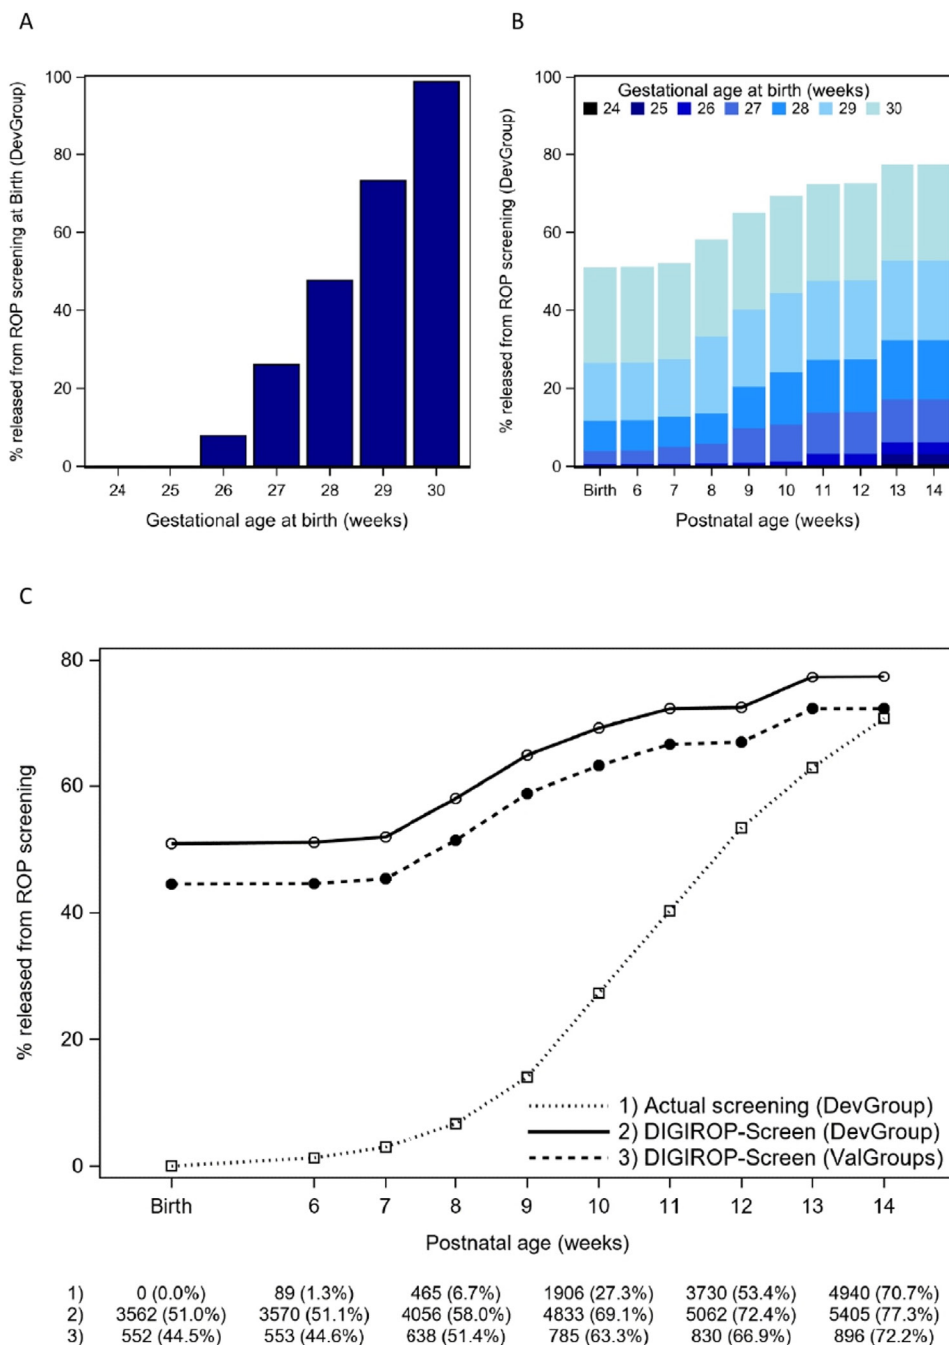 A
% released from ROP screening at Birth (DevGroup)
100
80
60
40
20
0
24 25 26 27 28 29 30
Gestational age at birth (weeks)
B
% released from ROP screening (DevGroup)
100
80
60
40
20
0
Gestational age at birth (weeks)
24 25 26 27 28 29 30
Birth 6 7 8 9 10 11 12 13 14
Postnatal age (weeks)
C
% released from ROP screening
80
60
40
20
0
1) Actual screening (DevGroup)
2) DIGIROP-Screen (DevGroup)
3) DIGIROP-Screen (ValGroups)
Birth 6 7 8 9 10 11 12 13 14
Postnatal age (weeks)
1) 0 (0.0%) 89 (1.3%) 465 (6.7%) 1906 (27.3%) 3730 (53.4%) 4940 (70.7%)
2) 3562 (51.0%) 3570 (51.1%) 4056 (58.0%) 4833 (69.1%) 5062 (72.4%) 5405 (77.3%)
3) 552 (44.5%) 553 (44.6%) 638 (51.4%) 785 (63.3%) 830 (66.9%) 896 (72.2%)